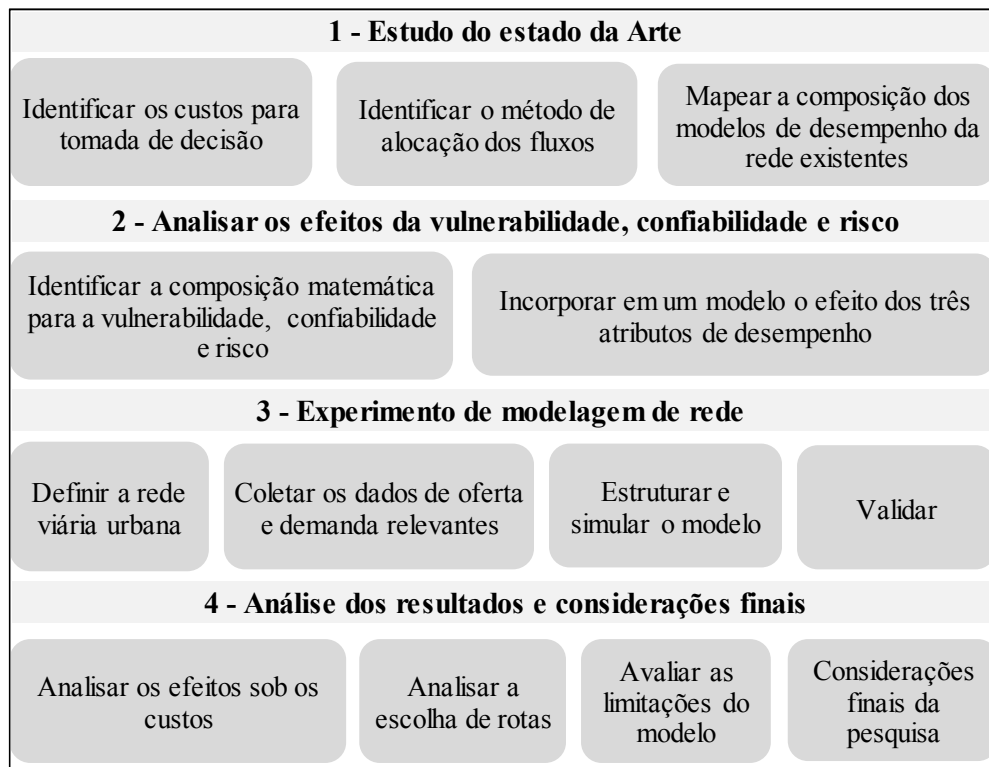 1 - Estudo do estado da Arte
Identificar os custos para
tomada de decisão
Identificar o método de
alocação dos fluxos
Mapear a composição dos
modelos de desempenho da
rede existentes
2 - Analisar os efeitos da vulnerabilidade, confiabilidade e risco
Identificar a composição matemática
para a vulnerabilidade, confiabilidade
e risco
Incorporar em um modelo o efeito dos três
atributos de desempenho
3 - Experimento de modelagem de rede
Definir a rede
viária urbana
Coletar os dados de oferta
e demanda relevantes
Estruturar e
simular o modelo
Validar
4 - Análise dos resultados e considerações finais
Analisar os efeitos sob os
custos
Analisar a
escolha de rotas
Avaliar as
limitações do
modelo
Considerações
finais da
pesquisa